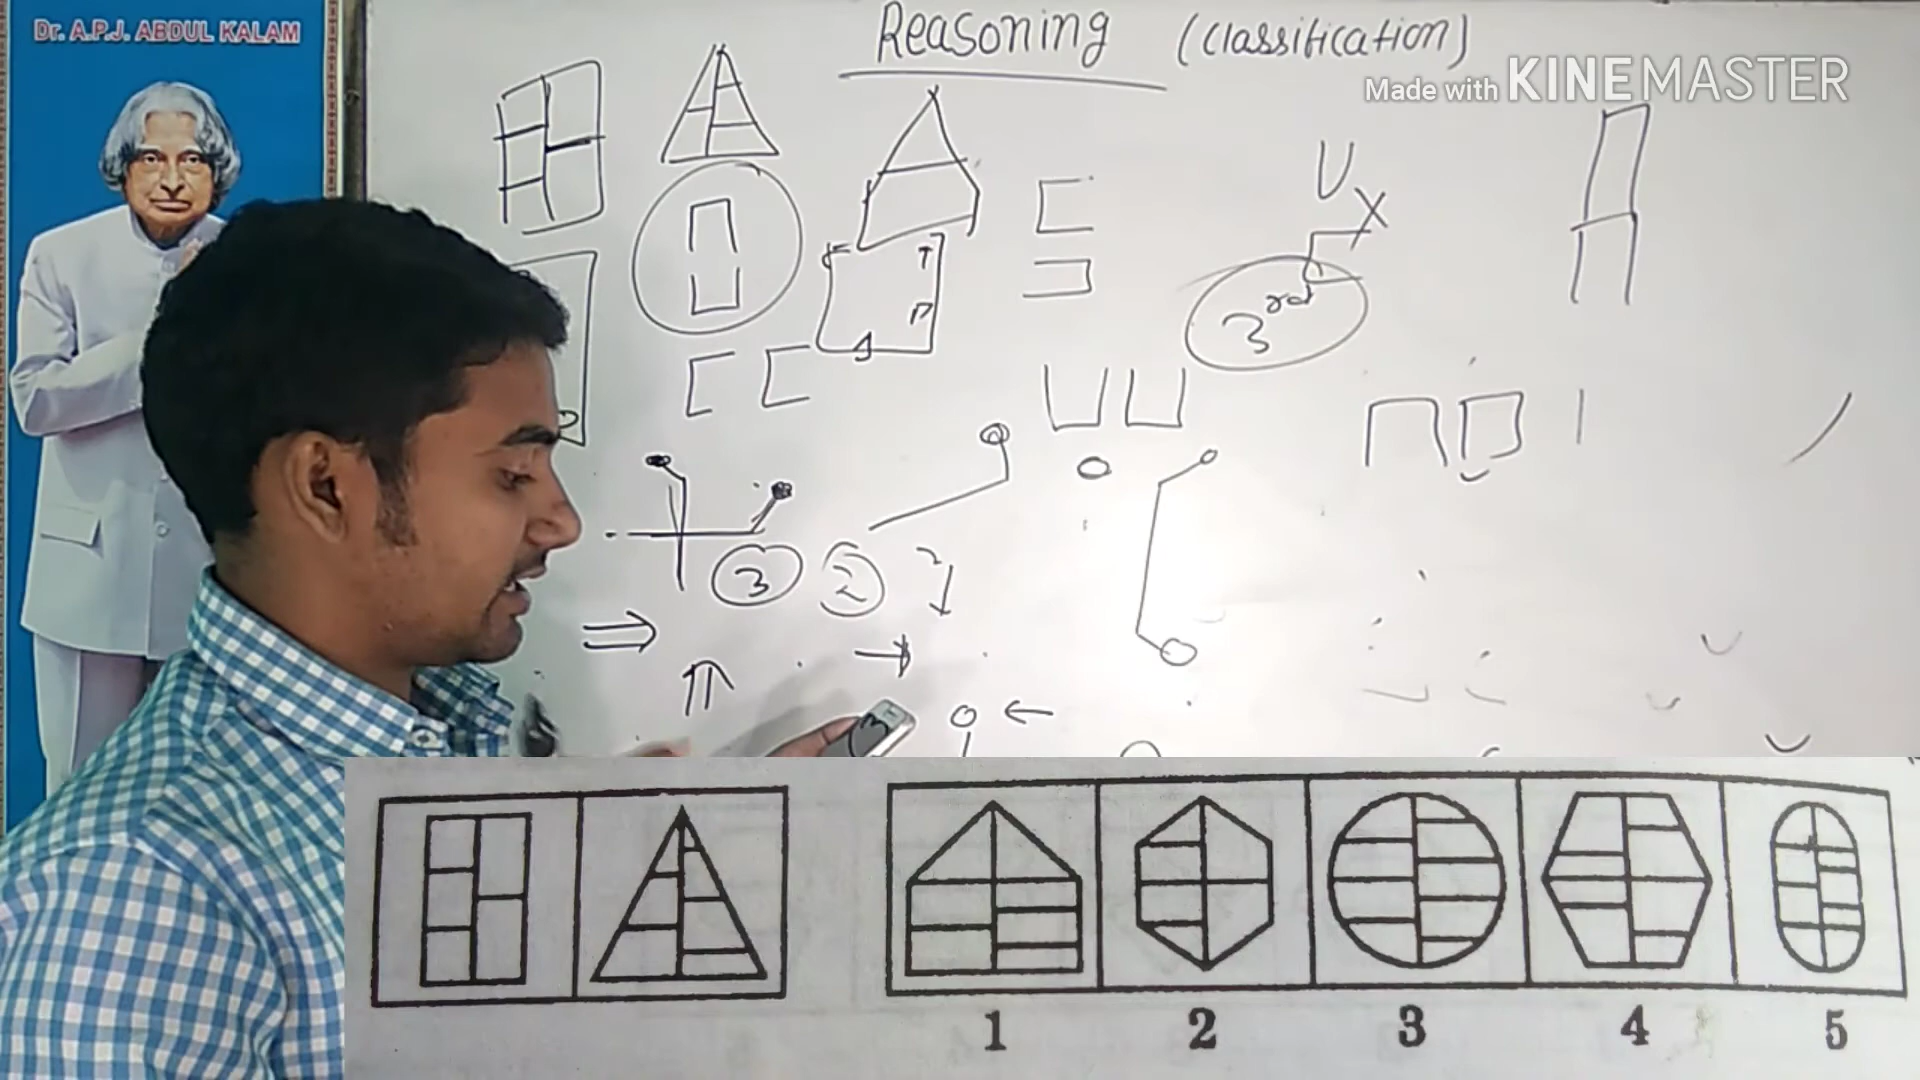 Dr. A.P.J. ABDUL KALAM
Reasoning (Classification)
Made with KINEMASTER
3rd
3 2
1 2 3 4 5